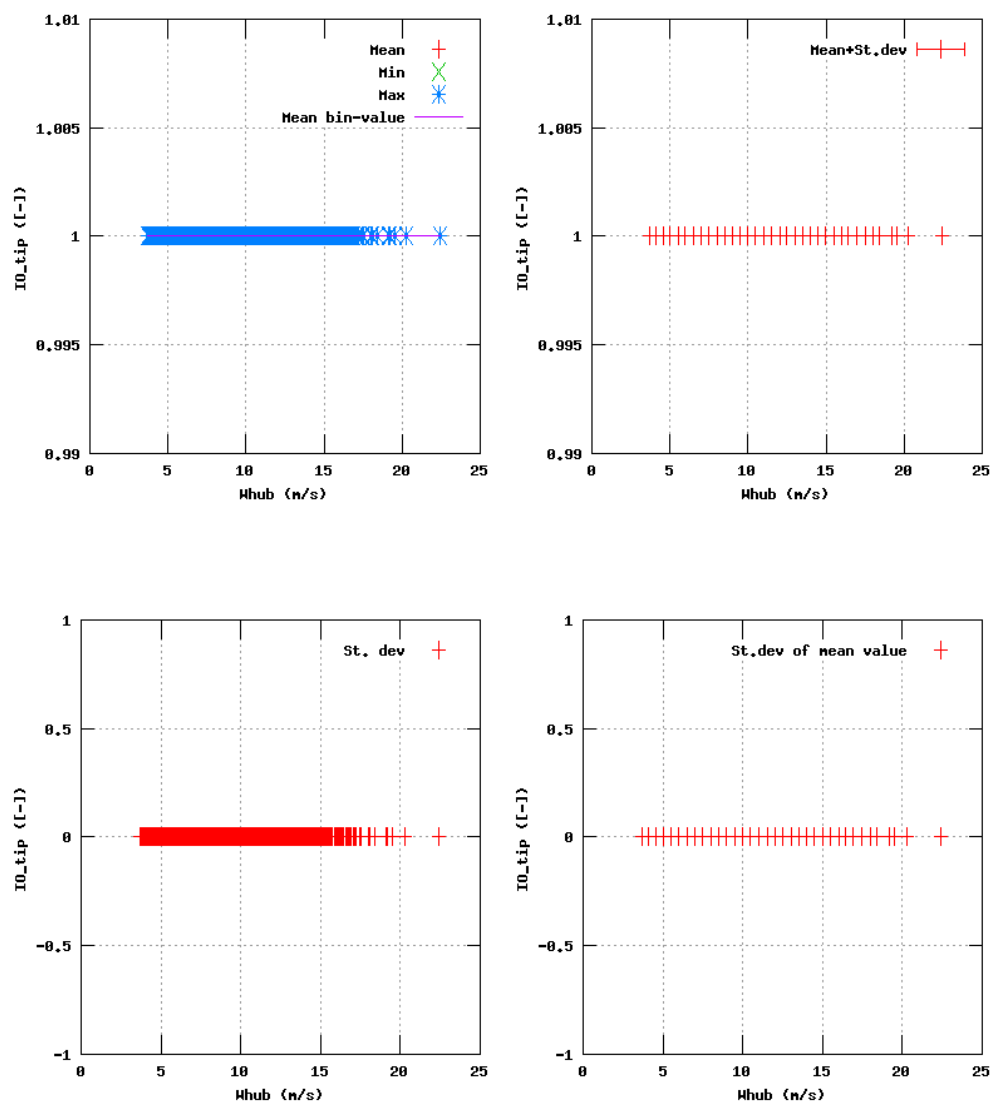 1.01
1.005
1
0.995
0.99
0 5 10 15 20 25
IO_tip ([-])
Whub (m/s)
Mean
Min
Max
Mean bin-value
1.01
1.005
1
0.995
0.99
0 5 10 15 20 25
IO_tip ([-])
Whub (m/s)
Mean+St.dev
1
0.5
0
-0.5
-1
0 5 10 15 20 25
IO_tip ([-])
Whub (m/s)
St. dev
1
0.5
0
-0.5
-1
0 5 10 15 20 25
IO_tip ([-])
Whub (m/s)
St.dev of mean value